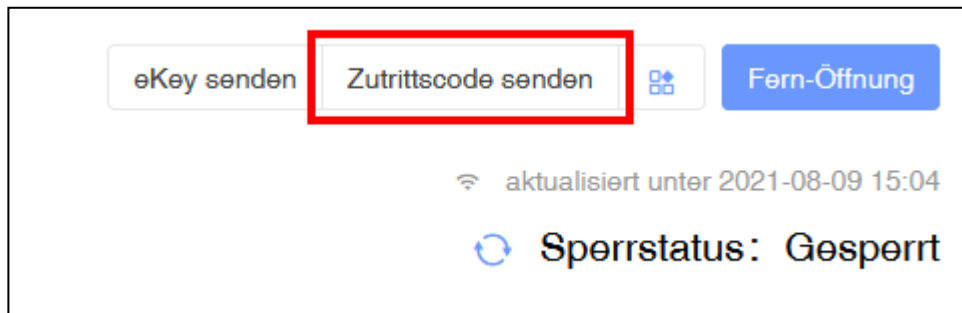 eKey senden Zutrittscode senden Fern-Öffnung
aktualisiert unter 2021-08-09 15:04
Sperrstatus: Gesperrt